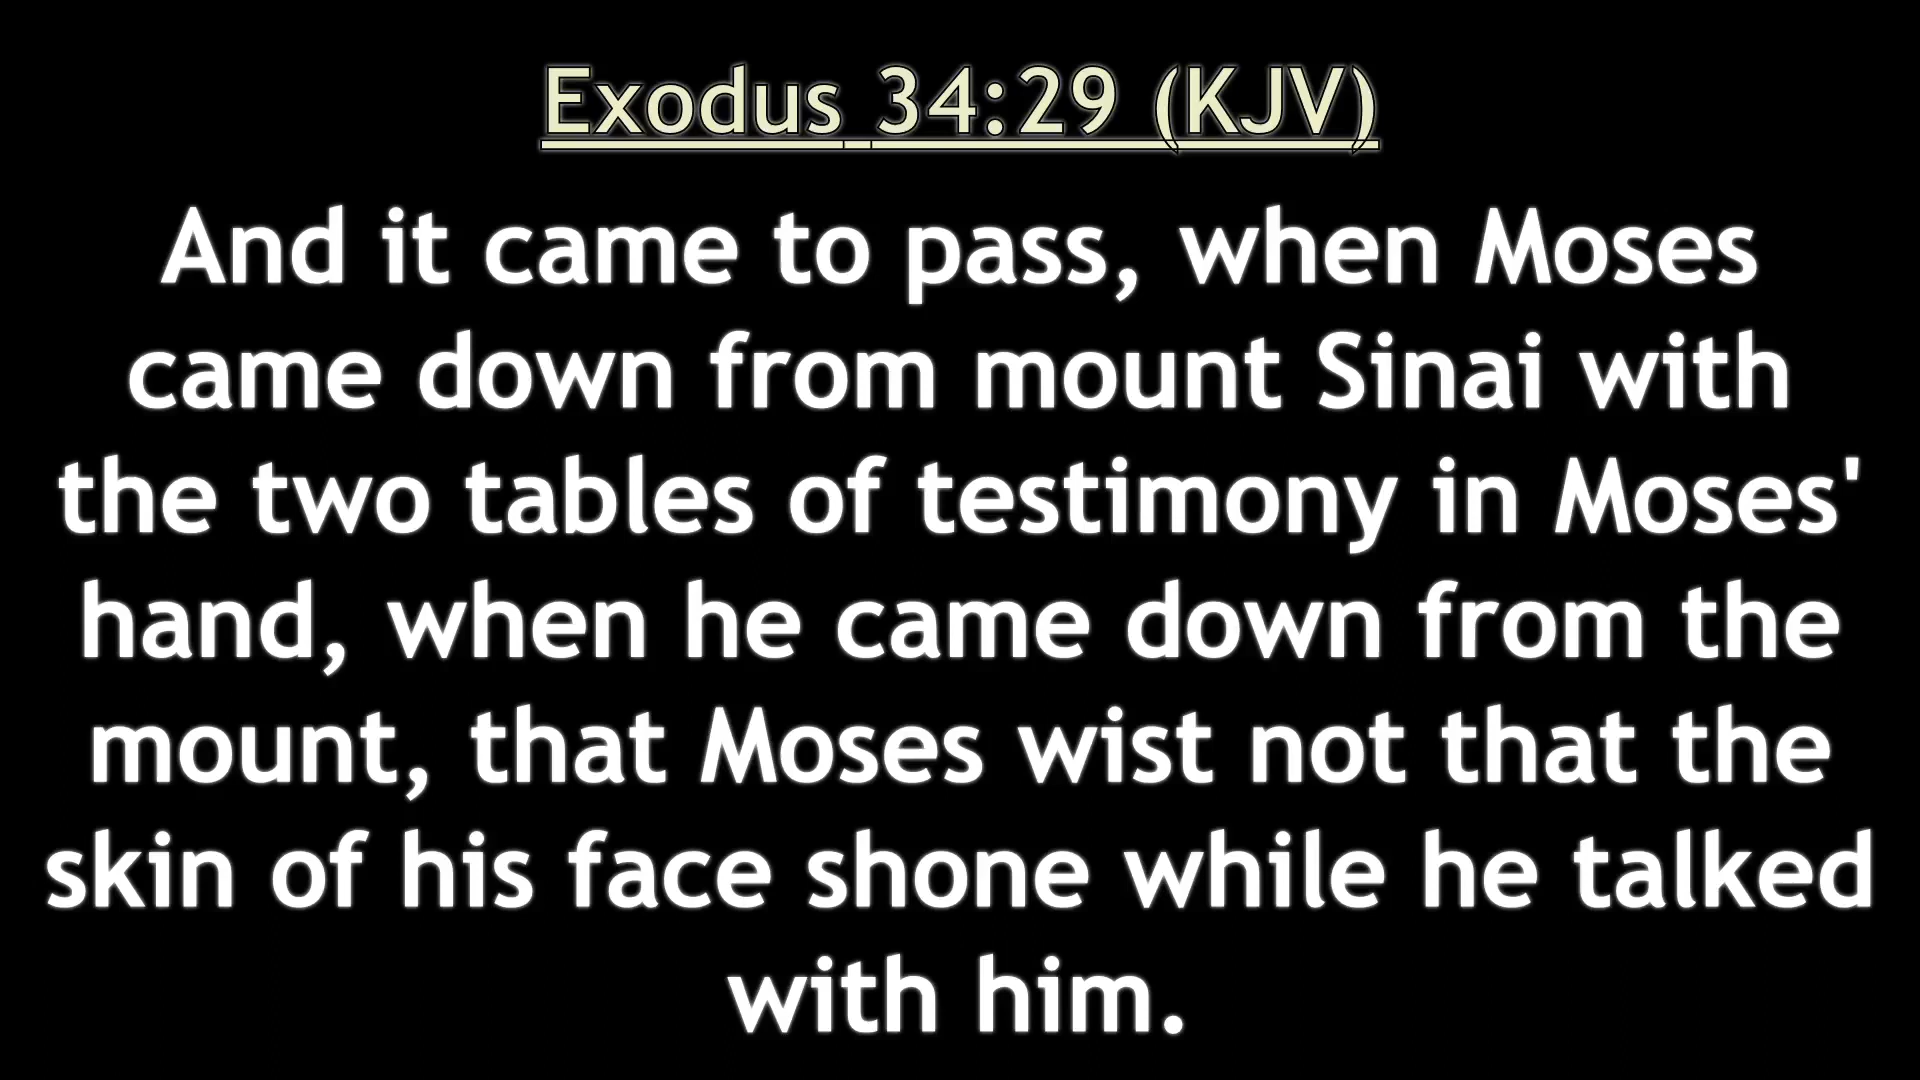 Exodus 34:29 (KJV)
And it came to pass, when Moses
came down from mount Sinai with
the two tables of testimony in Moses'
hand, when he came down from the
mount, that Moses wist not that the
skin of his face shone while he talked
with him.